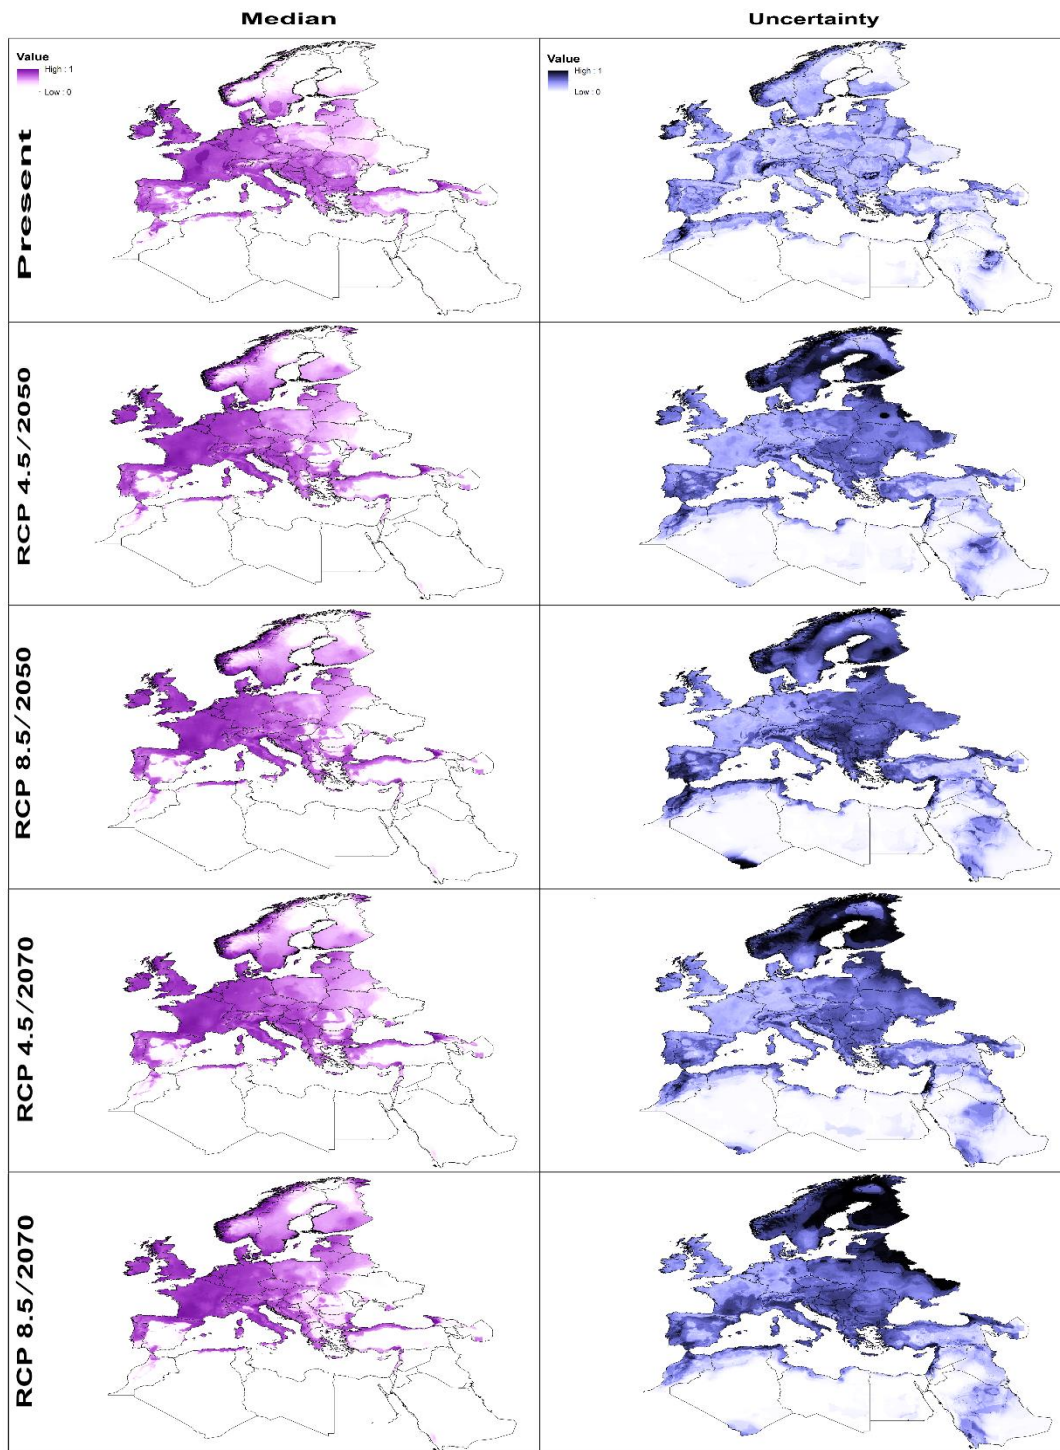 Median
Uncertainty
Value
High : 1
Low : 0
Value
High : 1
Low : 0
Present
RCP 4.5/2050
RCP 8.5/2050
RCP 4.5/2070
RCP 8.5/2070